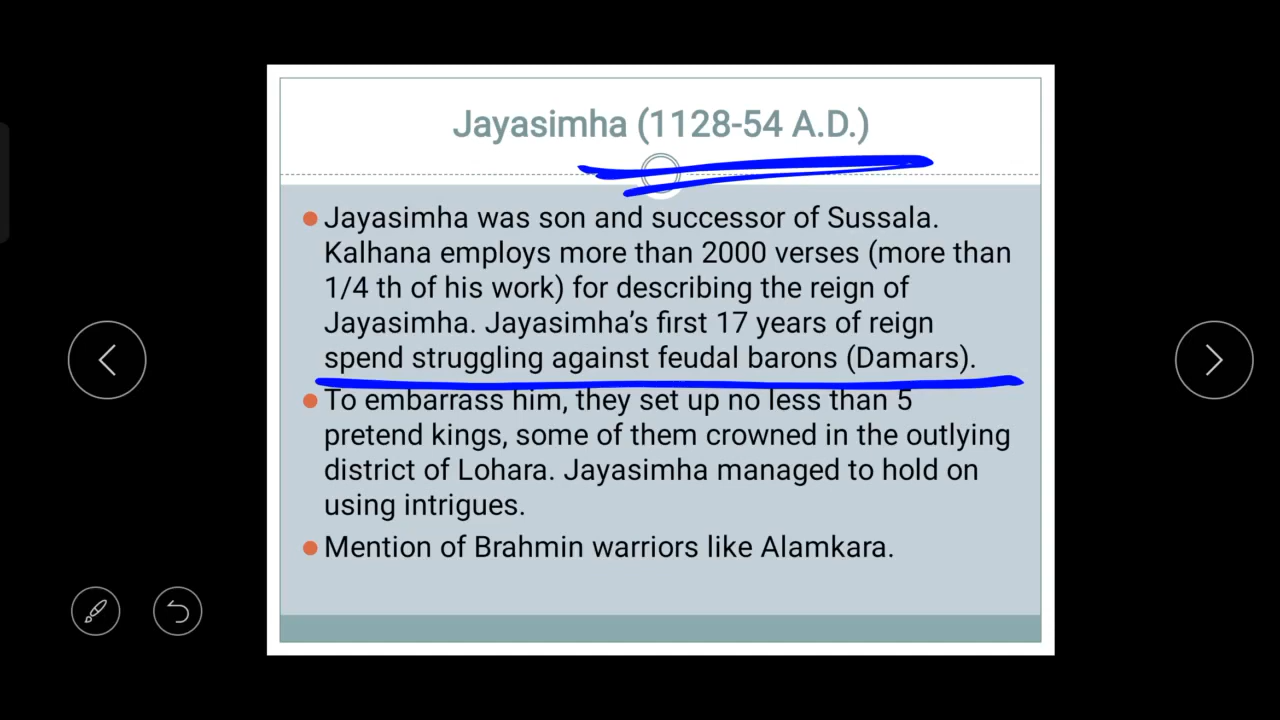 Jayasimha (1128-54 A.D.)
Jayasimha was son and successor of Sussala.
Kalhana employs more than 2000 verses (more than
1/4 th of his work) for describing the reign of
Jayasimha. Jayasimha's first 17 years of reign
spend struggling against feudal barons (Damars).
To embarrass him, they set up no less than 5
pretend kings, some of them crowned in the outlying
district of Lohara. Jayasimha managed to hold on
using intrigues.
Mention of Brahmin warriors like Alamkara.